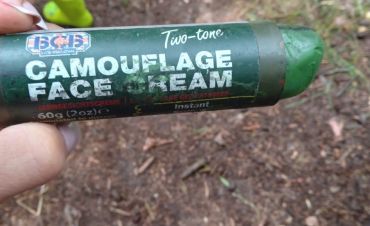 BCB
Two-tone
CAMOUFLAGE
FACE CREAM
Instant
60g (2oz) e